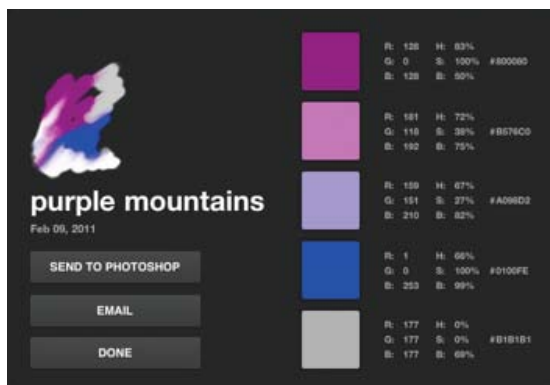 purple mountains
Feb 09, 2011
SEND TO PHOTOSHOP
EMAIL
DONE
R: 128 H: 83%
G: 0 S: 100% #800080
B: 128 B: 50%
R: 181 H: 72%
G: 118 S: 38% #B576C0
B: 192 B: 75%
R: 159 H: 67%
G: 151 S: 27% #A098D2
B: 210 B: 82%
R: 1 H: 66%
G: 0 S: 100% #0100FE
B: 253 B: 99%
R: 177 H: 0%
G: 177 S: 0% #B1B1B1
B: 177 B: 69%